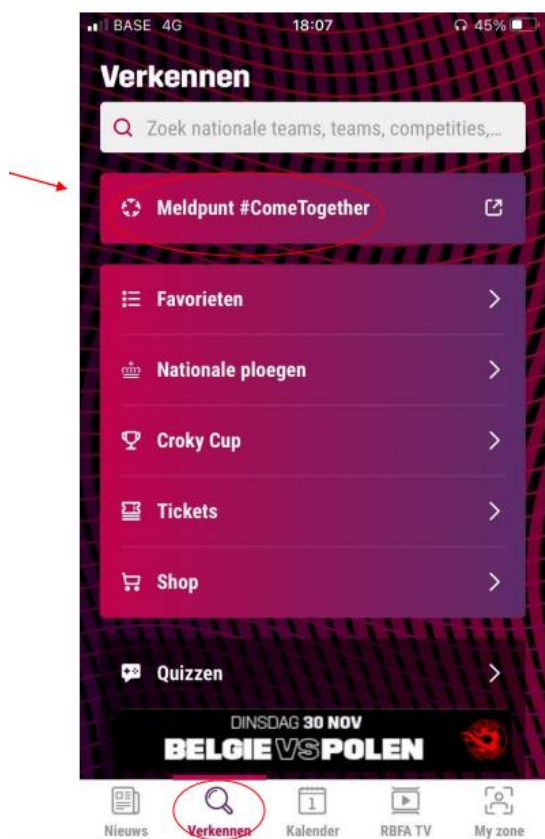 BASE 4G 18:07 45%
Verkennen
Zoek nationale teams, teams, competities,...
Meldpunt #ComeTogether
Favorieten
Nationale ploegen
Croky Cup
Tickets
Shop
Quizzen
DINSDAG 30 NOV
BELGIE VS POLEN
1
Nieuws Verkennen Kalender RBFA TV My zone